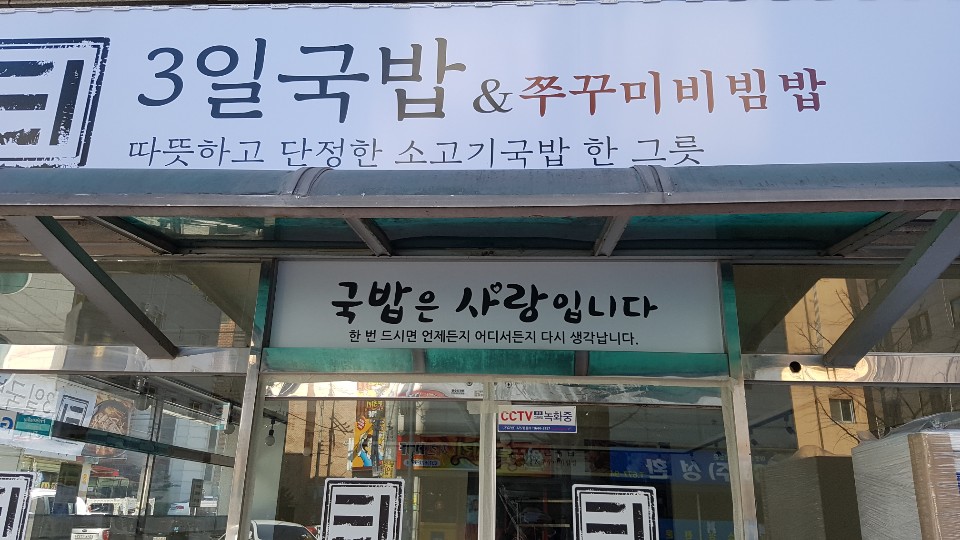 3일국밥 & 쭈꾸미비빔밥
따뜻하고 단정한 소고기국밥 한 그릇
국밥은 사랑입니다
한 번 드시면 언제든지 어디서든지 다시 생각납니다.
CCTV 녹화중